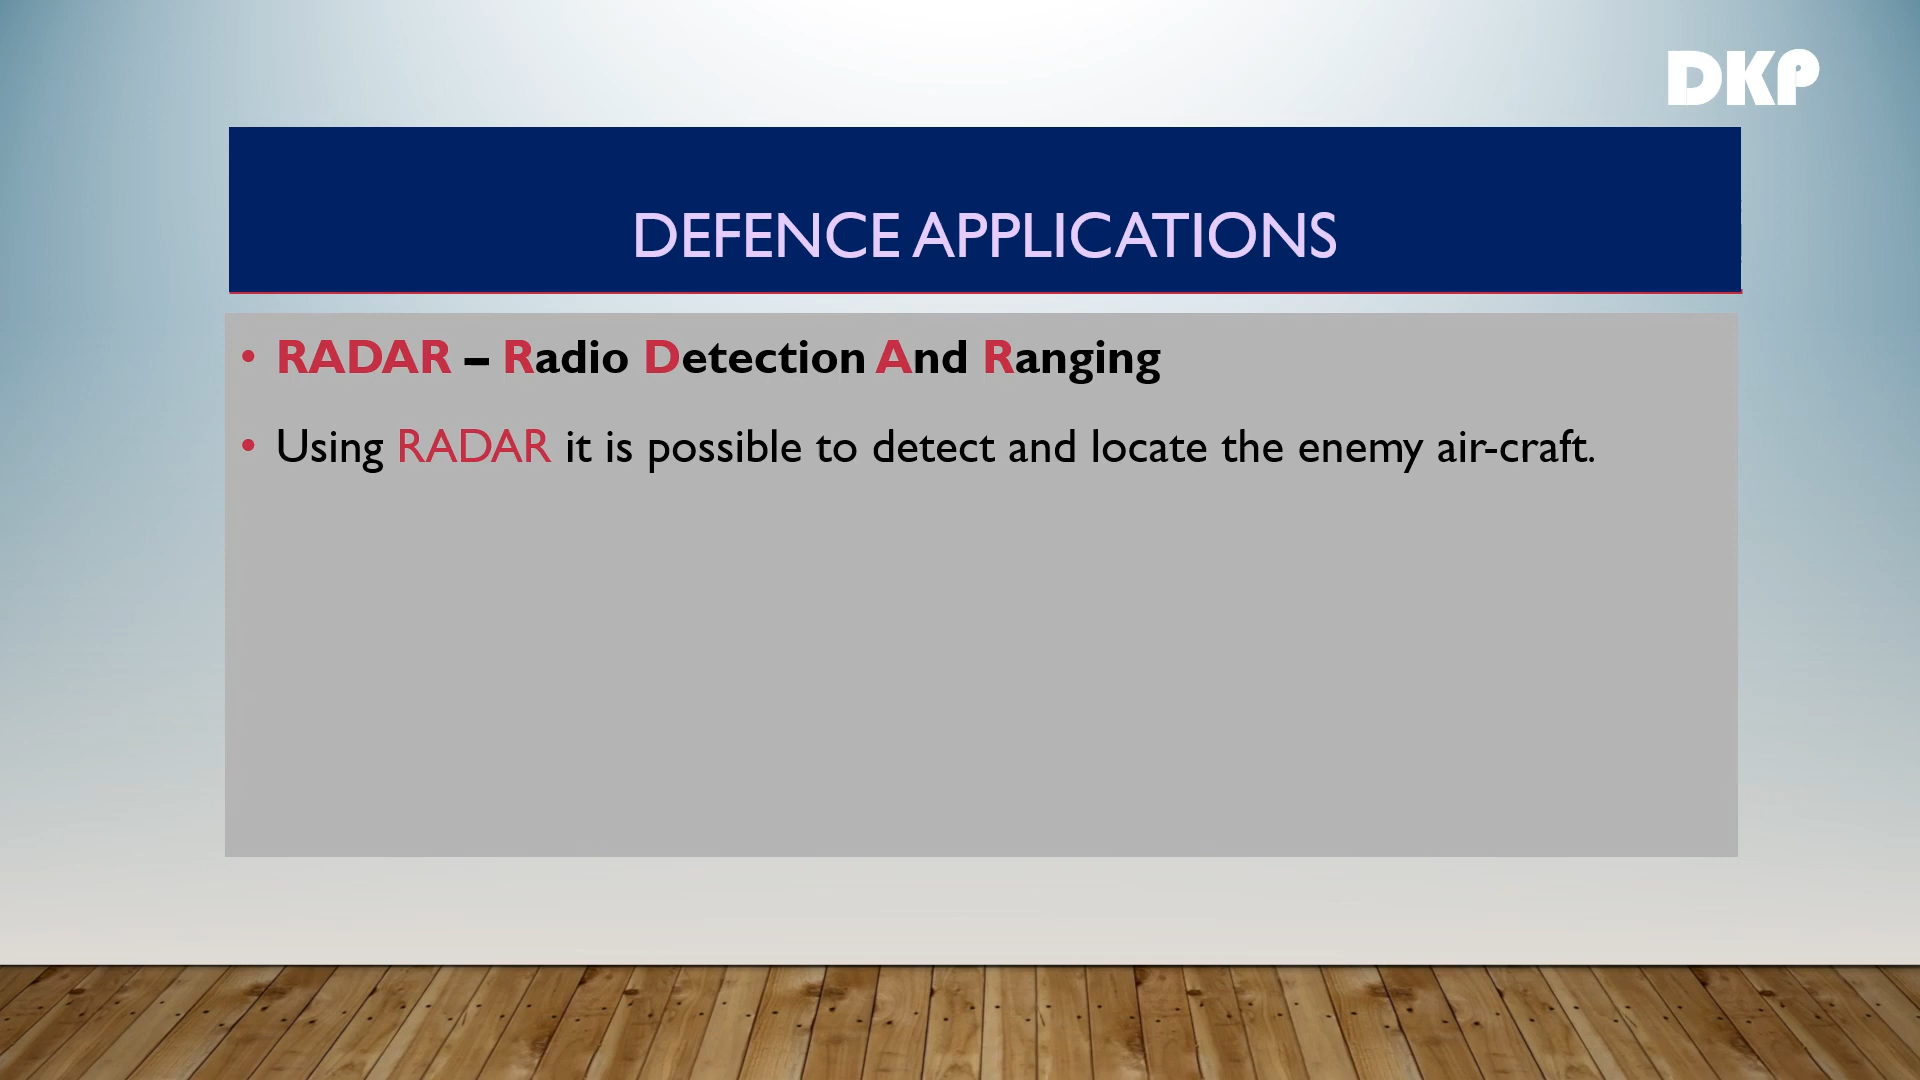 DKP
DEFENCE APPLICATIONS
• RADAR – Radio Detection And Ranging
• Using RADAR it is possible to detect and locate the enemy air-craft.